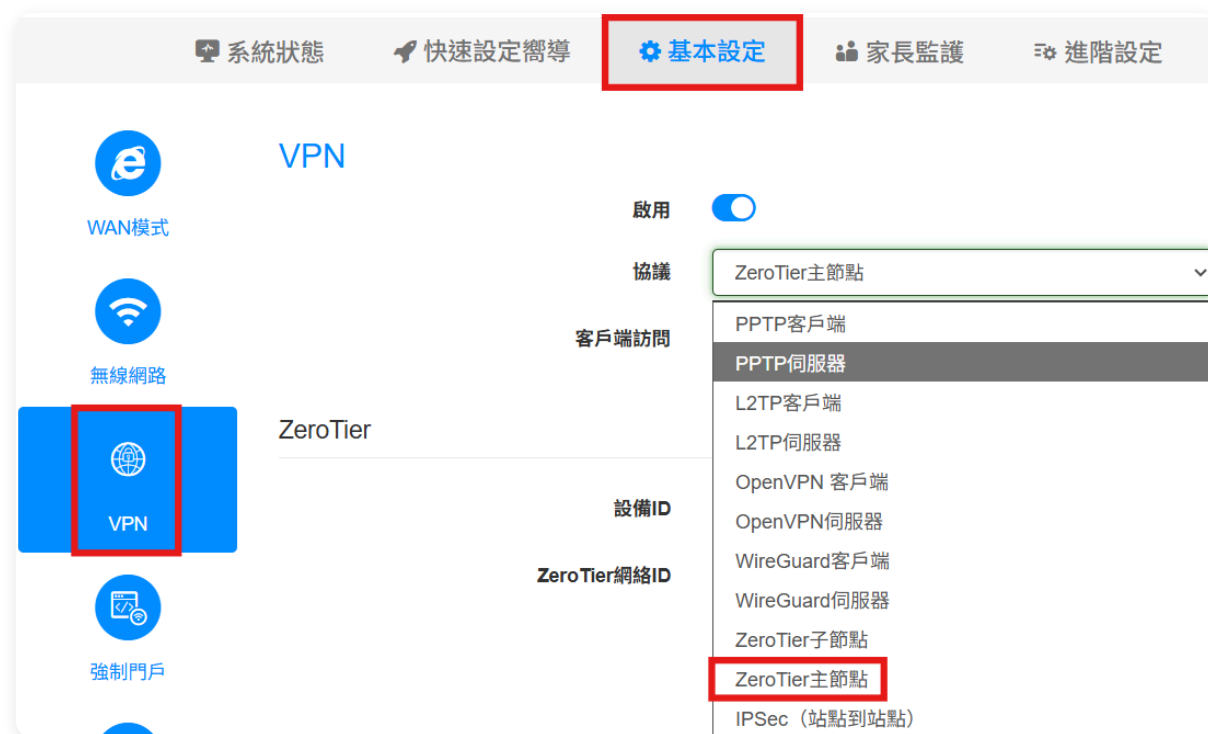 系統狀態 快速設定嚮導 基本設定 家長監護 進階設定
WAN模式
無線網路
VPN
強制門戶
VPN
啟用
協議 ZeroTier主節點
客戶端訪問
PPTP客戶端
PPTP伺服器
L2TP客戶端
L2TP伺服器
OpenVPN 客戶端
OpenVPN伺服器
WireGuard客戶端
WireGuard伺服器
ZeroTier子節點
ZeroTier主節點
IPSec（站點到站點）
ZeroTier
設備ID
ZeroTier網絡ID